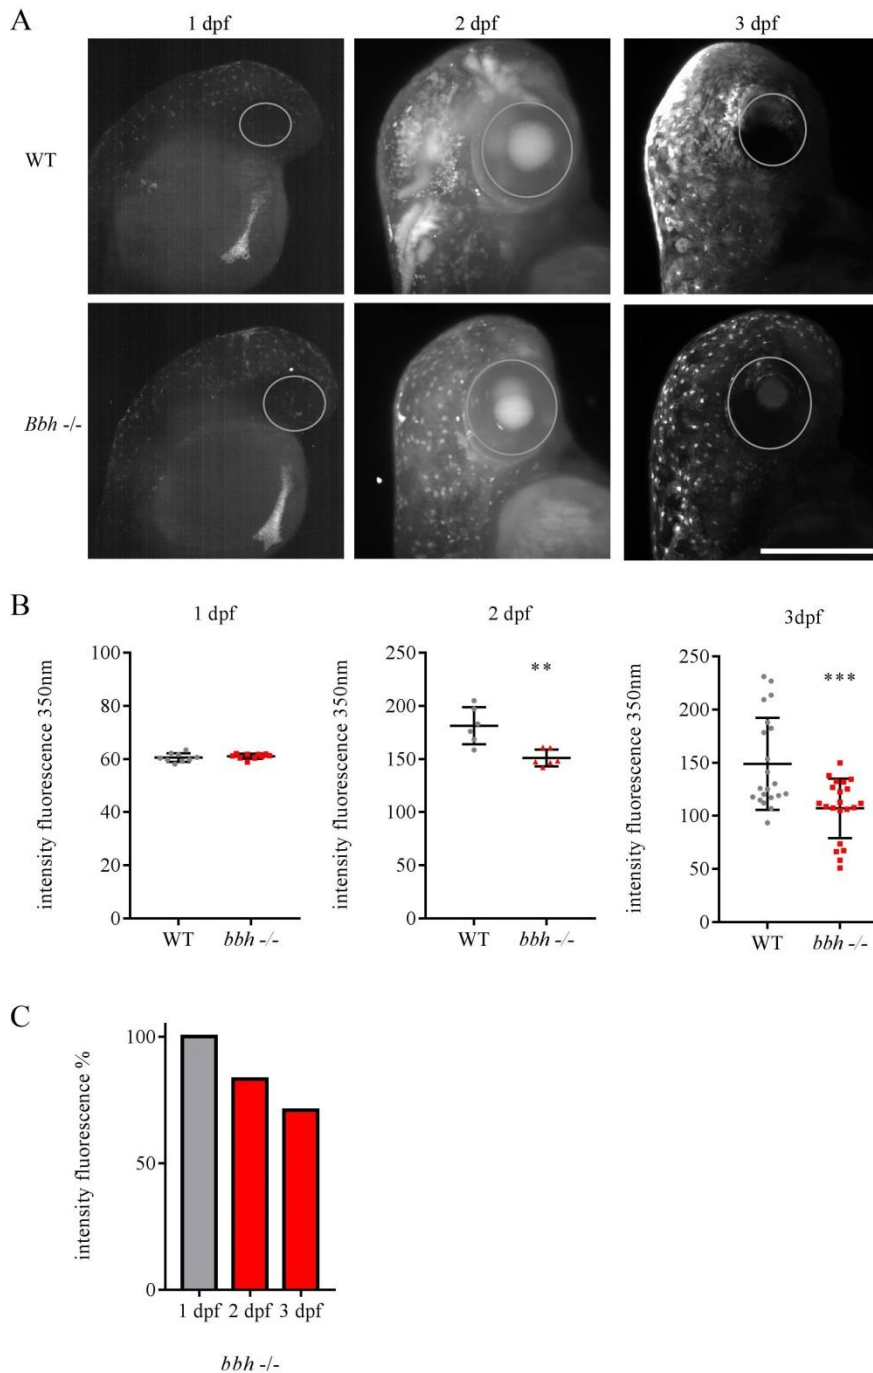 A
1 dpf 2 dpf 3 dpf
WT
Bbh -/-
B
1 dpf
intensity fluorescence 350nm
100
80
60
40
20
0
WT bbh -/-
2 dpf
intensity fluorescence 350nm
250
200
150
100
50
0
**
WT bbh -/-
3dpf
intensity fluorescence 350nm
250
200
150
100
50
0
***
WT bbh -/-
C
intensity fluorescence %
100
50
0
1 dpf 2 dpf 3 dpf
bbh -/-